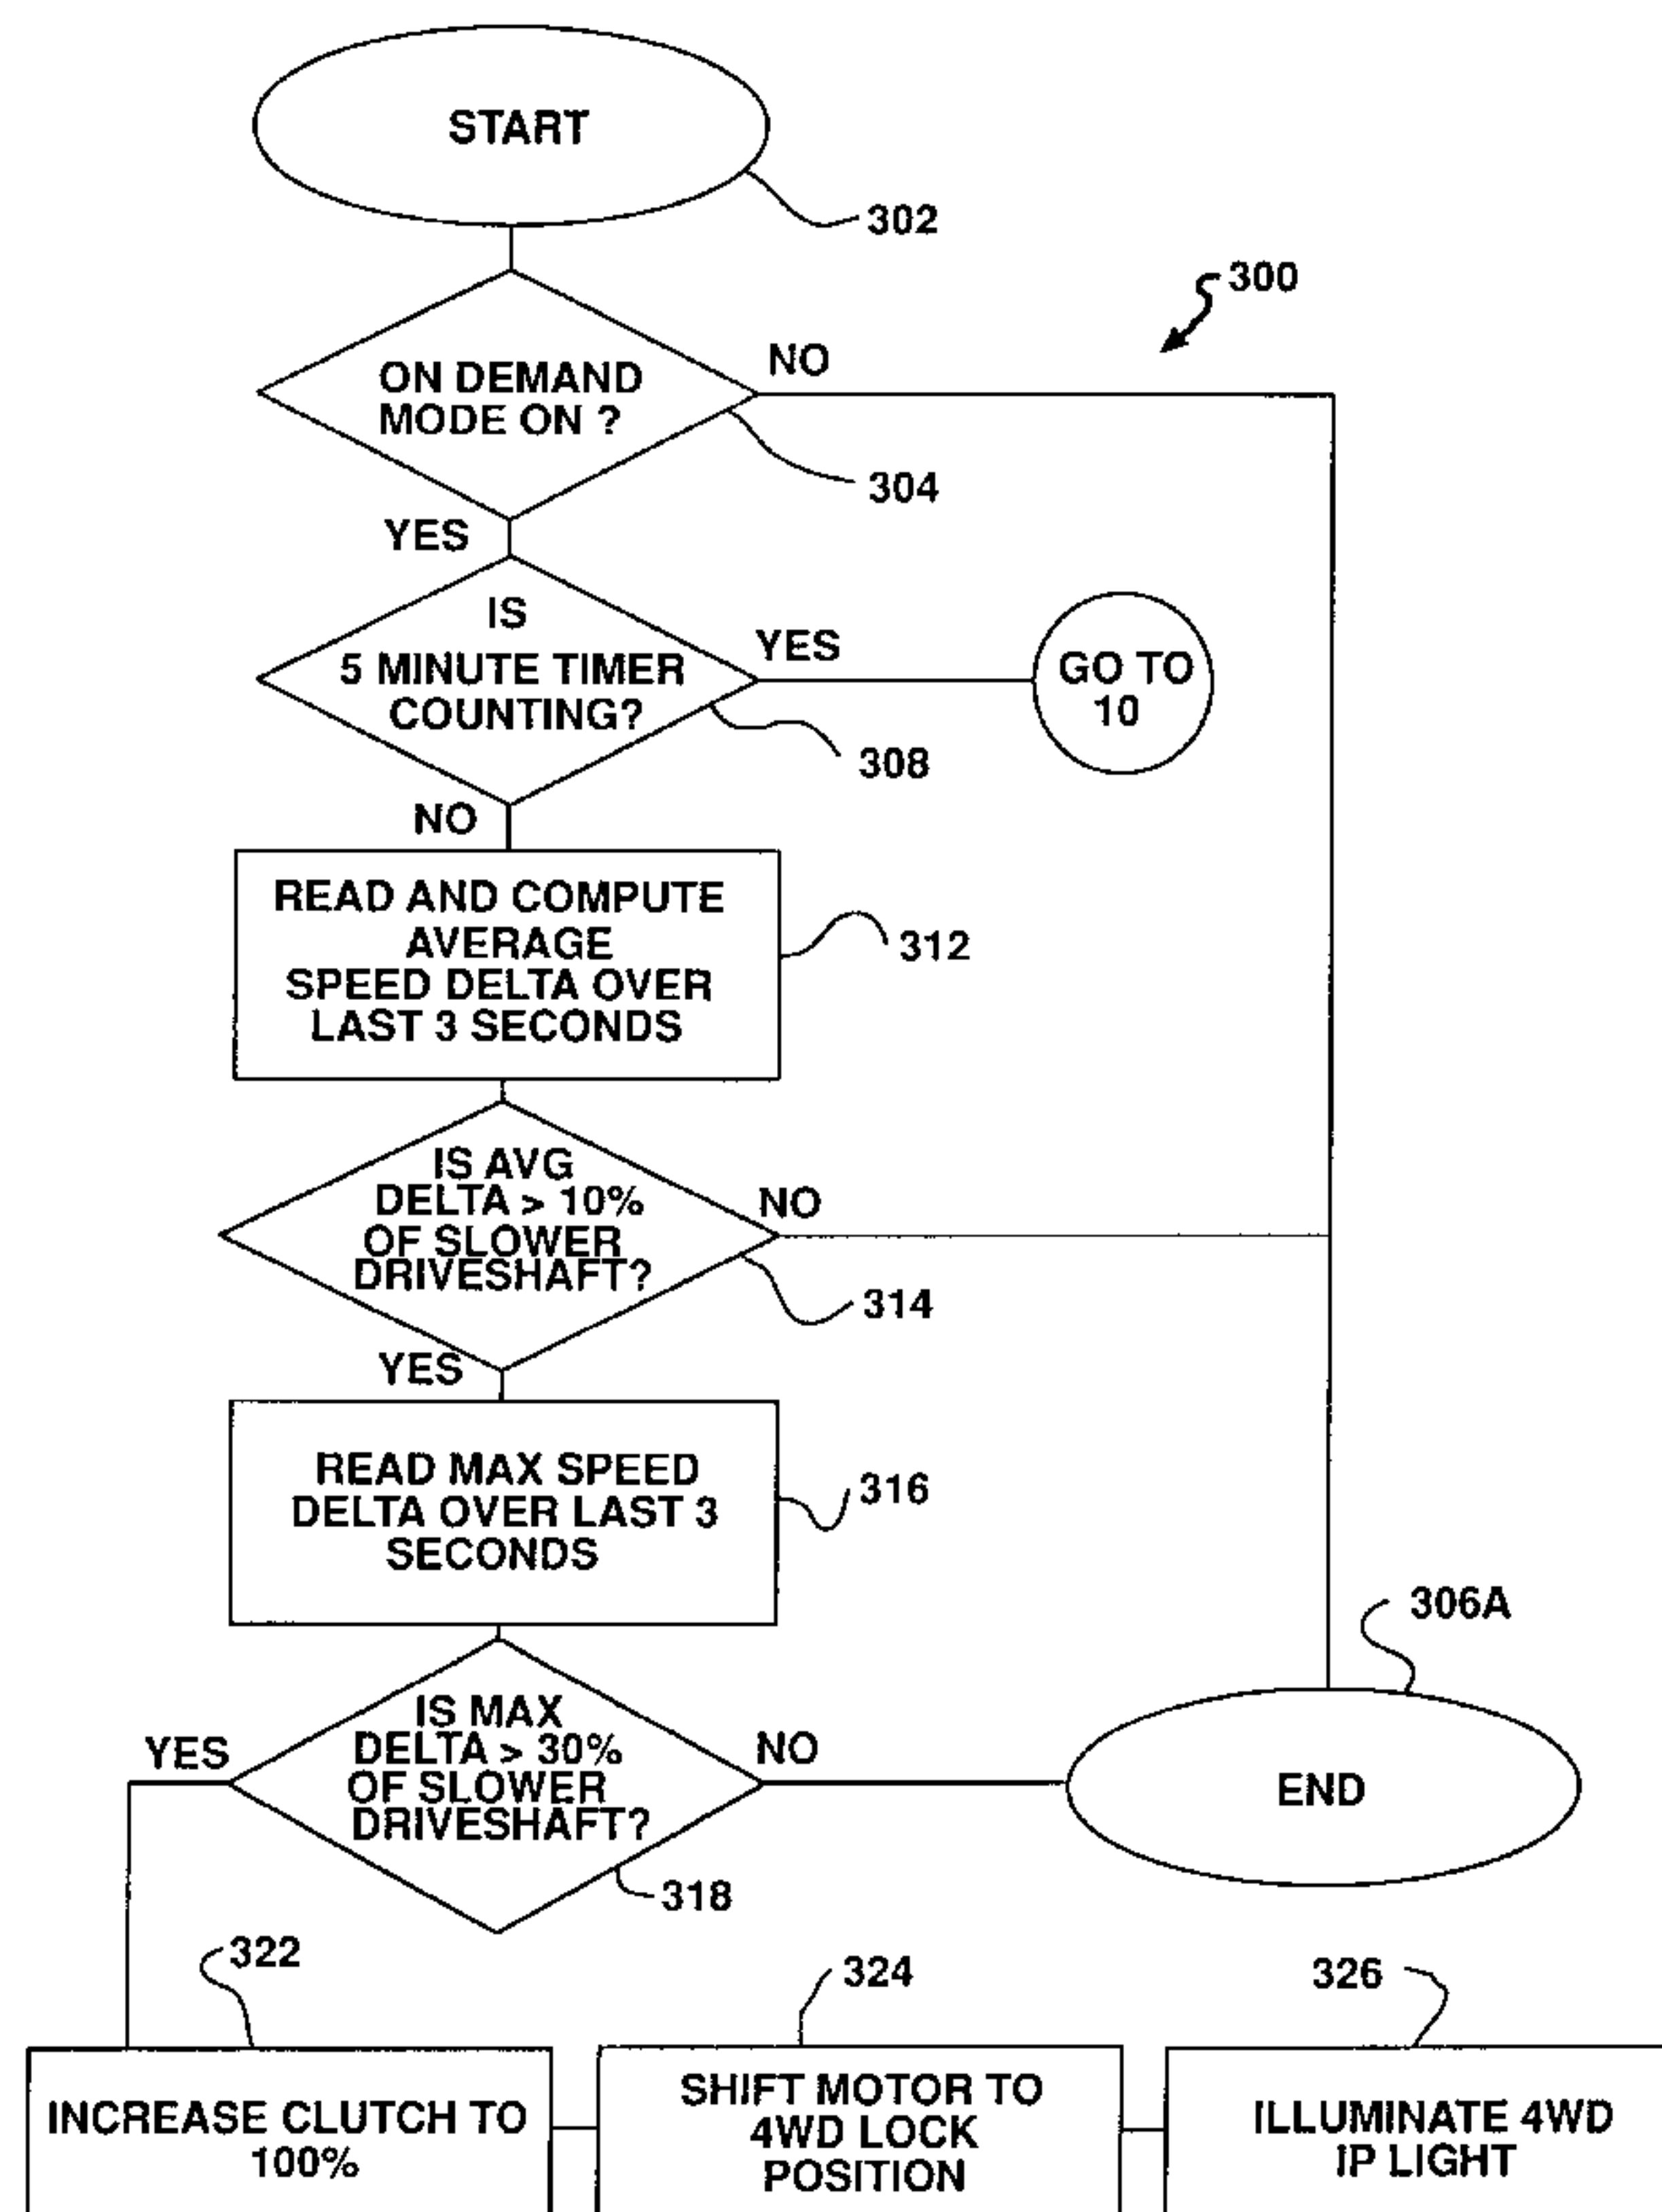 START
302
300
ON DEMAND
MODE ON ?
NO
304
YES
IS
5 MINUTE TIMER
COUNTING?
YES
GO TO
10
308
NO
READ AND COMPUTE
AVERAGE
SPEED DELTA OVER
LAST 3 SECONDS
312
IS AVG
DELTA > 10%
OF SLOWER
DRIVESHAFT?
NO
314
YES
READ MAX SPEED
DELTA OVER LAST 3
SECONDS
316
306A
IS MAX
DELTA > 30%
OF SLOWER
DRIVESHAFT?
YES
NO
END
318
322
324
326
INCREASE CLUTCH TO
100%
SHIFT MOTOR TO
4WD LOCK
POSITION
ILLUMINATE 4WD
IP LIGHT